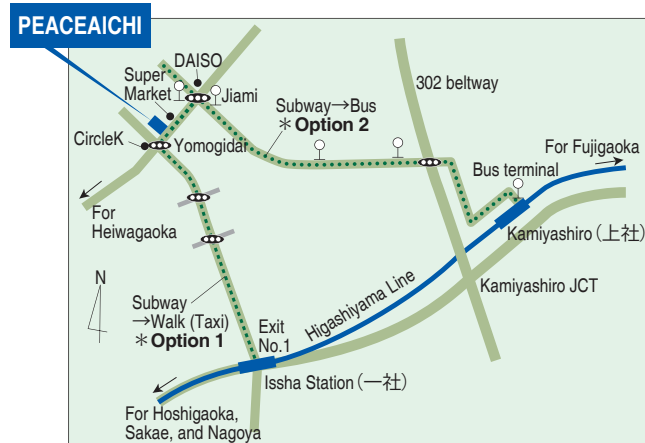 PEACEAICHI
DAISO
Super
Market
Jiami
CircleK
Yomogidai
Subway→Bus
＊Option 2
302 beltway
For Fujigaoka
Bus terminal
Kamiyashiro（上社）
Kamiyashiro JCT
For
Heiwagaoka
N
Subway
→Walk (Taxi)
＊Option 1
Exit
No.1
Higashiyama Line
Issha Station（一社）
For Hoshigaoka,
Sakae, and Nagoya